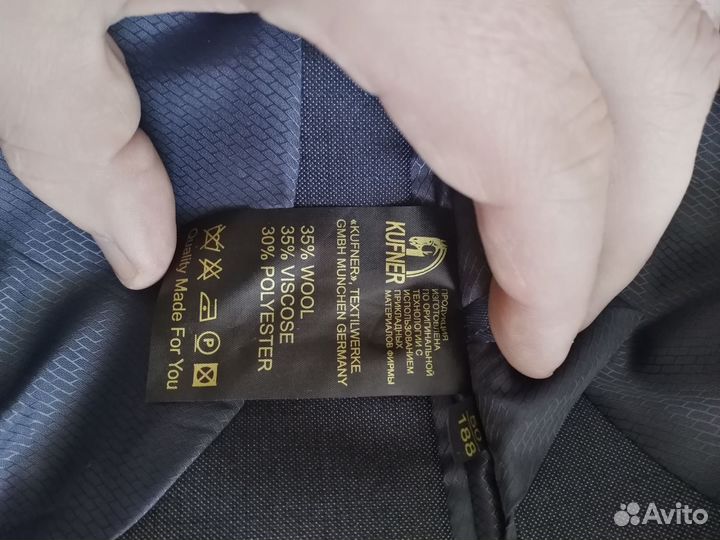 KUFNER
ПРОДУКЦИЯ
ИЗГОТОВЛЕНА
ПО ОРИГИНАЛЬНОЙ
ТЕХНОЛОГИИ С
ИСПОЛЬЗОВАНИЕМ
ПРИКЛАДНЫХ
МАТЕРИАЛОВ ФИРМЫ
«KUFNER», TEXTILWERKE
GMBH MUNCHEN GERMANY
35% WOOL
35% VISCOSE
30% POLYESTER
P
Quality Made For You
50
188
Avito